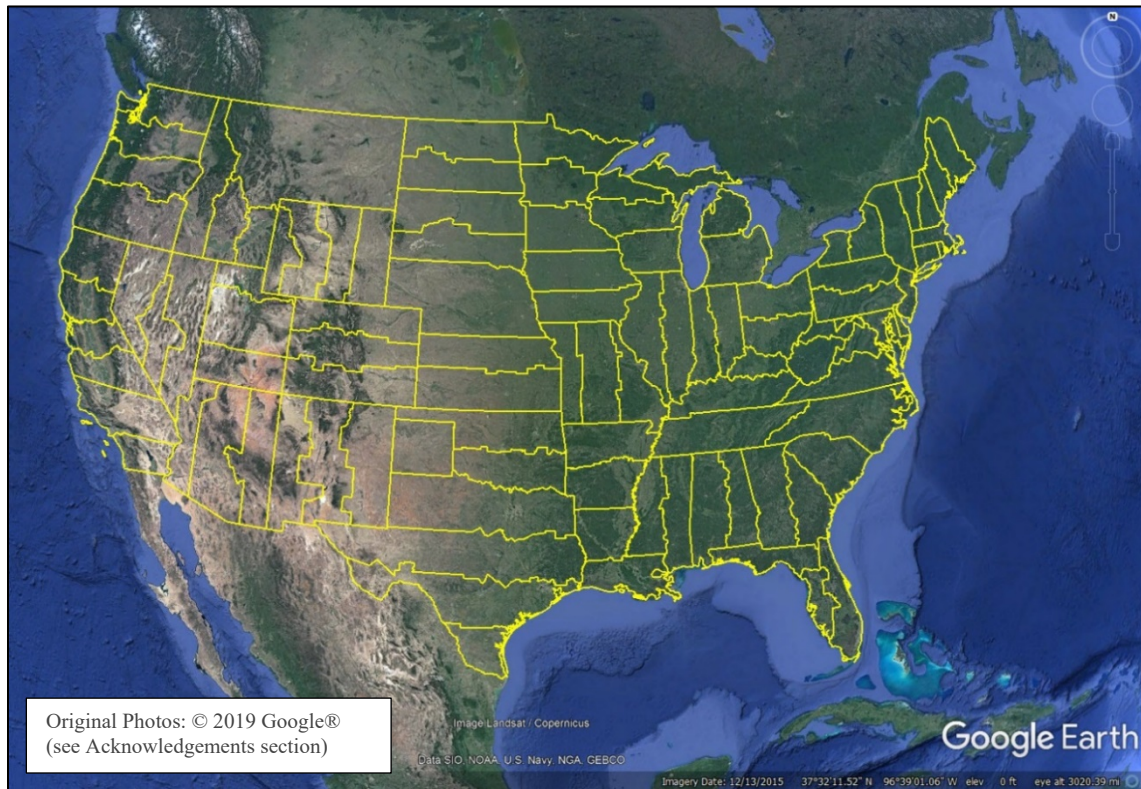 N
Original Photos: © 2019 Google®
(see Acknowledgements section)
Image Landsat / Copernicus
Data SIO, NOAA, U.S. Navy, NGA, GEBCO
Google Earth
Imagery Date: 12/13/2015 37°32'11.52" N 96°39'01.06" W elev 0 ft eye alt 3020.39 mi